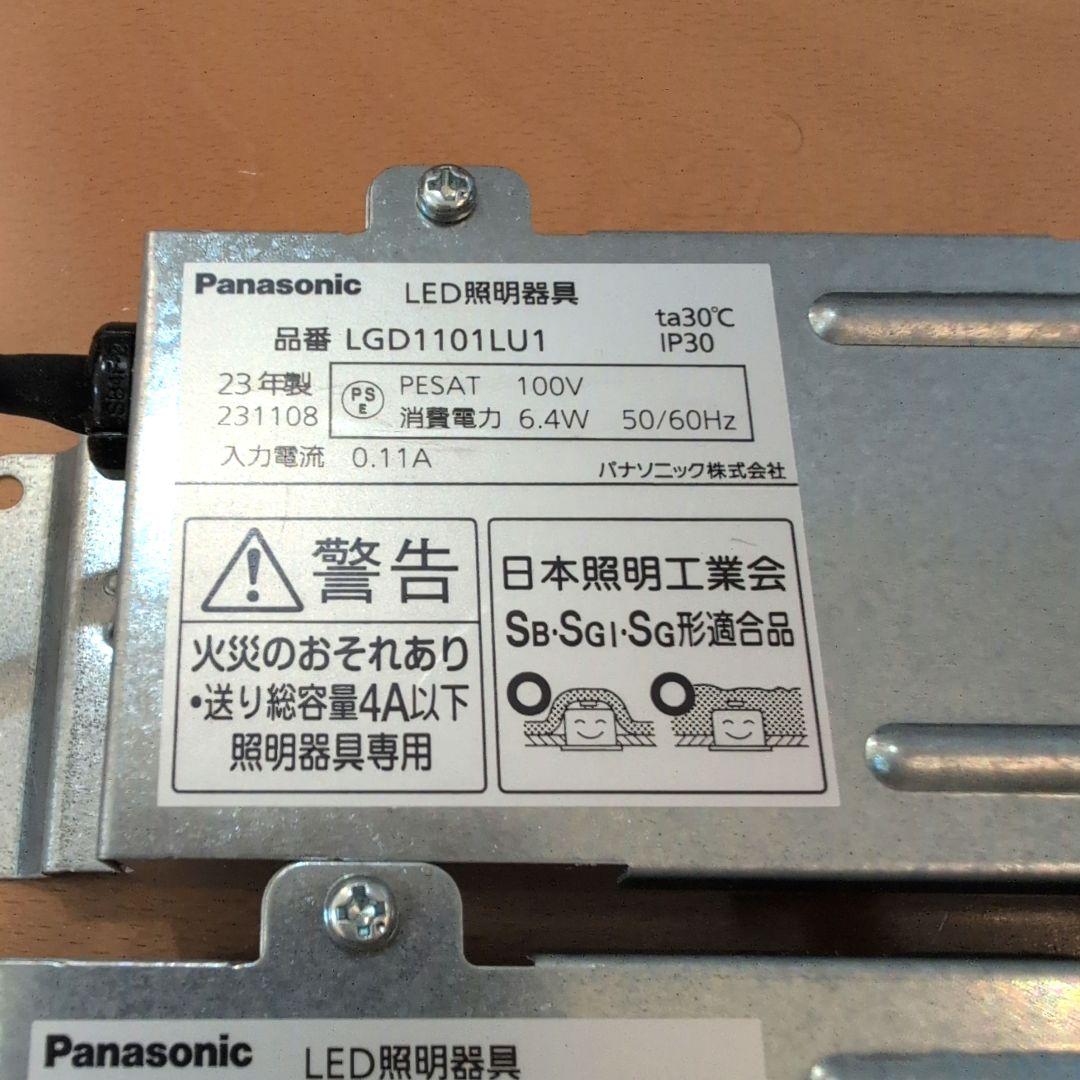 Panasonic LED照明器具
品番 LGD1101LU1
ta30℃
IP30
23年製
231108
PS
E
PESAT 100V
消費電力 6.4W 50/60Hz
入力電流 0.11A
パナソニック株式会社
警告
火災のおそれあり
•送り総容量4A以下
照明器具専用
日本照明工業会
SB·SGI·SG形適合品
Panasonic LED照明器具